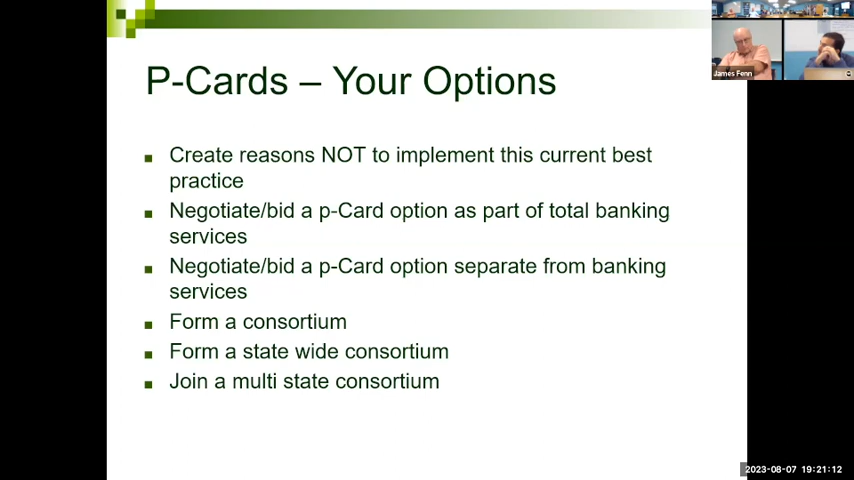 P-Cards – Your Options
Create reasons NOT to implement this current best
practice
Negotiate/bid a p-Card option as part of total banking
services
Negotiate/bid a p-Card option separate from banking
services
Form a consortium
Form a state wide consortium
Join a multi state consortium
James Fenn
2023-08-07 19:21:12